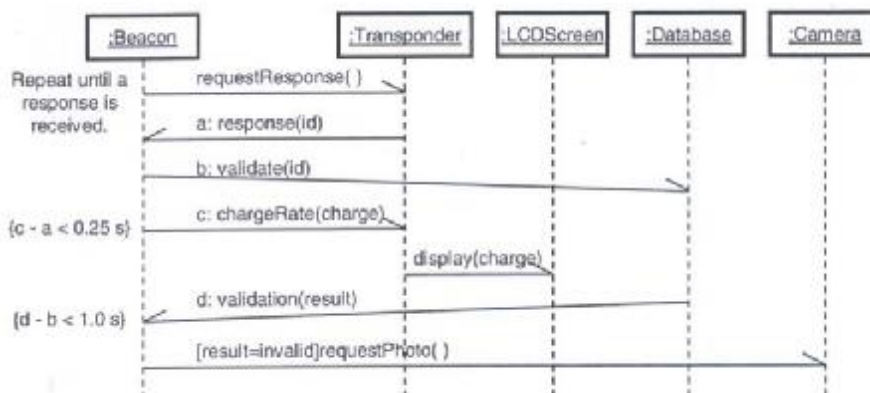 :Beacon :Transponder :LCDScreen :Database :Camera
Repeat until a
response is
received.
requestResponse( )
a: response(id)
b: validate(id)
{c - a < 0.25 s}
c: chargeRate(charge)
display(charge)
d: validation(result)
{d - b < 1.0 s}
[result=invalid]requestPhoto( )